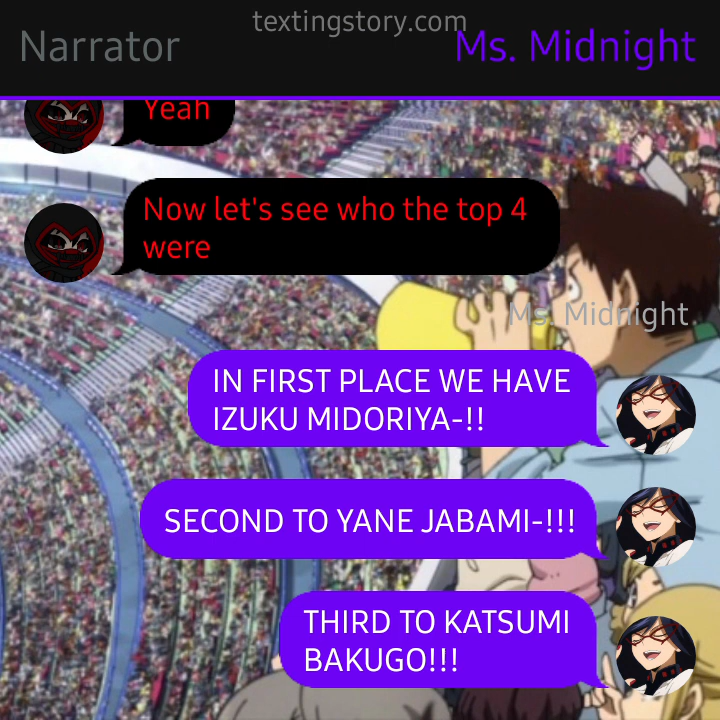 textingstory.com
Narrator
Ms. Midnight
Yeah
Now let's see who the top 4
were
Ms. Midnight
IN FIRST PLACE WE HAVE
IZUKU MIDORIYA-!!
SECOND TO YANE JABAMI-!!!
THIRD TO KATSUMI
BAKUGO!!!